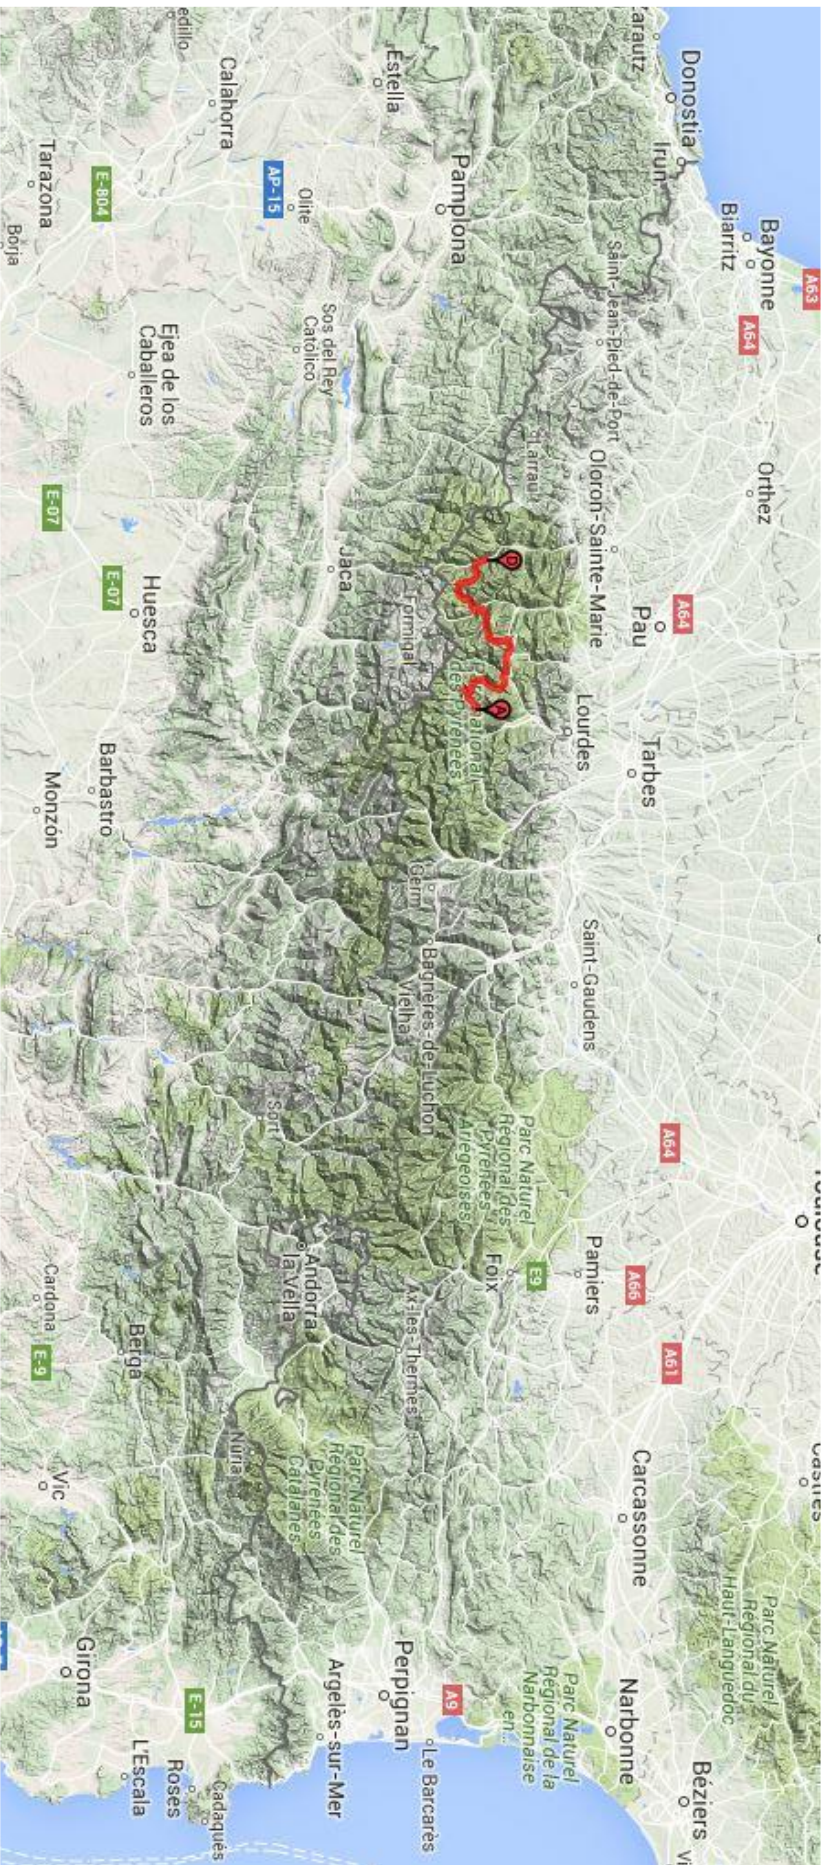 A63
Castres
Bayonne
Biarritz
A64
Orthez
Parc Naturel
Régional du
Haut-Languedoc
Béziers
Vi
Donostia
Irun
arautz
Saint-Jean-Pied-de-Port
Oloron-Sainte-Marie
Pau
A64
Lourdes
Tarbes
Saint-Gaudens
A64
Pamiers
A66
A61
Carcassonne
Narbonne
Parc Naturel
Régional de la
Narbonnaise
en...
Larrau
D
A
national
des Pyrénées
Parc Naturel
Régional des
Pyrénées
Ariégeoises
Foix
E9
Estella
Pamplona
Formigal
Germ
Bagnères-de-Luchon
Vielha
Ax-les-Thermes
A9
Le Barcarès
Perpignan
Argelès-sur-Mer
Olite
AP-15
Sos del Rey
Católico
Jaca
Sort
Andorra
la Vella
Parc Naturel
Régional des
Pyrénées
Catalanes
Núria
edillo
Calahorra
Ejea de los
Caballeros
Huesca
E-07
Barbastro
Berga
E-15
Cadaqués
Roses
L'Escala
E-804
Tarazona
Borja
E-07
Monzón
Cardona
E-9
Vic
Girona